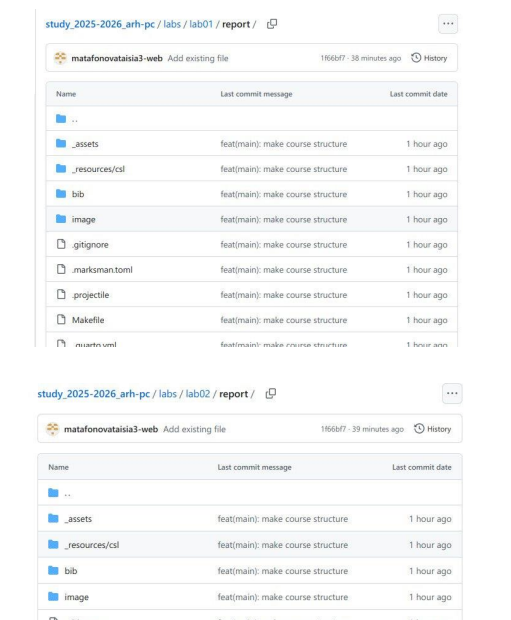 study_2025-2026_arh-pc / labs / lab01 / report /
matafonovataisia3-web Add existing file 1f66bf7 · 38 minutes ago History
Name Last commit message Last commit date
..
_assets feat(main): make course structure 1 hour ago
_resources/csl feat(main): make course structure 1 hour ago
bib feat(main): make course structure 1 hour ago
image feat(main): make course structure 1 hour ago
.gitignore feat(main): make course structure 1 hour ago
.marksman.toml feat(main): make course structure 1 hour ago
.projectile feat(main): make course structure 1 hour ago
Makefile feat(main): make course structure 1 hour ago
_quarto.yml feat(main): make course structure 1 hour ago
study_2025-2026_arh-pc / labs / lab02 / report /
matafonovataisia3-web Add existing file 1f66bf7 · 39 minutes ago History
Name Last commit message Last commit date
..
_assets feat(main): make course structure 1 hour ago
_resources/csl feat(main): make course structure 1 hour ago
bib feat(main): make course structure 1 hour ago
image feat(main): make course structure 1 hour ago